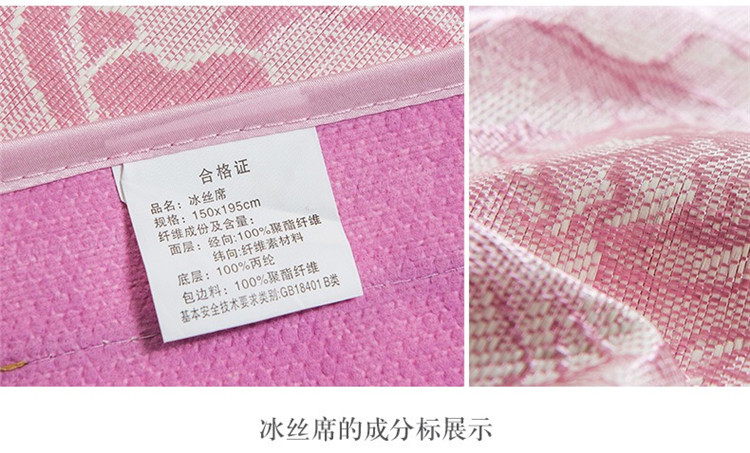 合格证
品名：冰丝席
规格：150x195cm
纤维成份及含量：
面层：经向:100%聚酯纤维
纬向:纤维素材料
底层：100%丙纶
包边料：100%聚酯纤维
基本安全技术要求类别:GB18401 B类
冰丝席的成分标展示